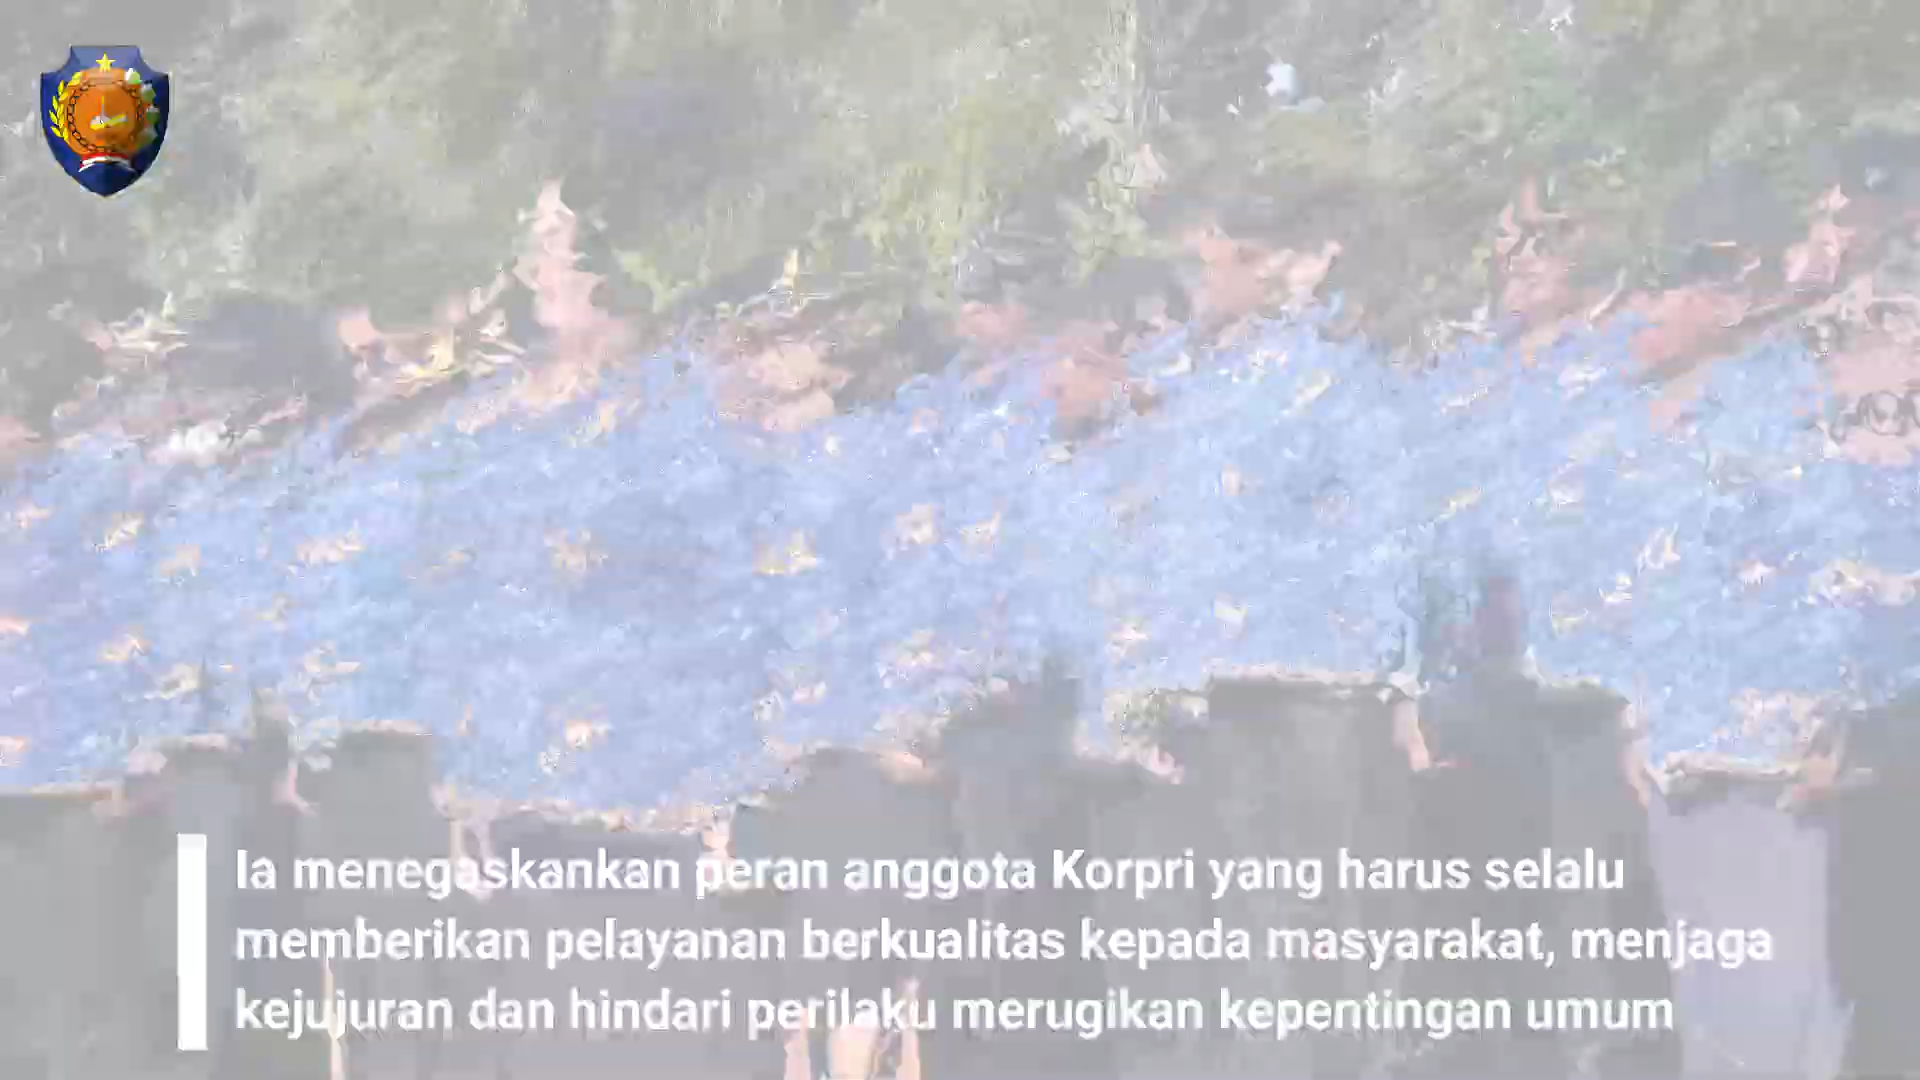 Ia menegaskankan peran anggota Korpri yang harus selalu
memberikan pelayanan berkualitas kepada masyarakat, menjaga
kejujuran dan hindari perilaku merugikan kepentingan umum